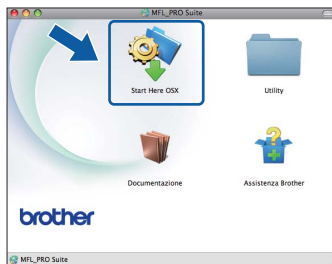 MFL_PRO Suite
Start Here OSX
Utility
Documentazione
Assistenza Brother
brother
MFL_PRO Suite